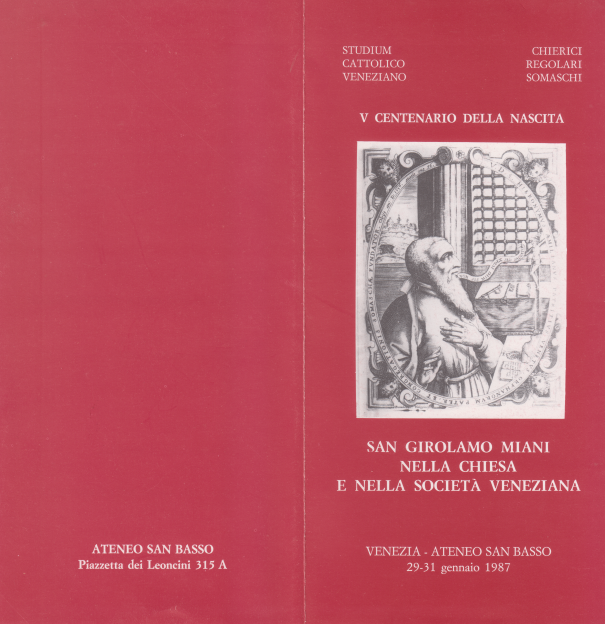 ATENEO SAN BASSO
Piazzetta dei Leoncini 315 A
STUDIUM
CATTOLICO
VENEZIANO
CHIERICI
REGOLARI
SOMASCHI
V CENTENARIO DELLA NASCITA
SAN GIROLAMO MIANI
NELLA CHIESA
E NELLA SOCIETÀ VENEZIANA
VENEZIA - ATENEO SAN BASSO
29-31 gennaio 1987